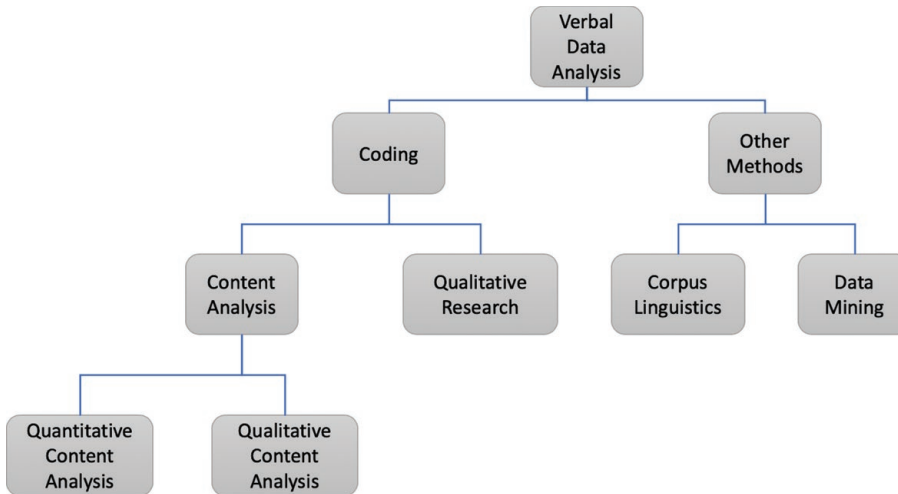 Verbal
Data
Analysis
Coding
Other
Methods
Content
Analysis
Qualitative
Research
Corpus
Linguistics
Data
Mining
Quantitative
Content
Analysis
Qualitative
Content
Analysis